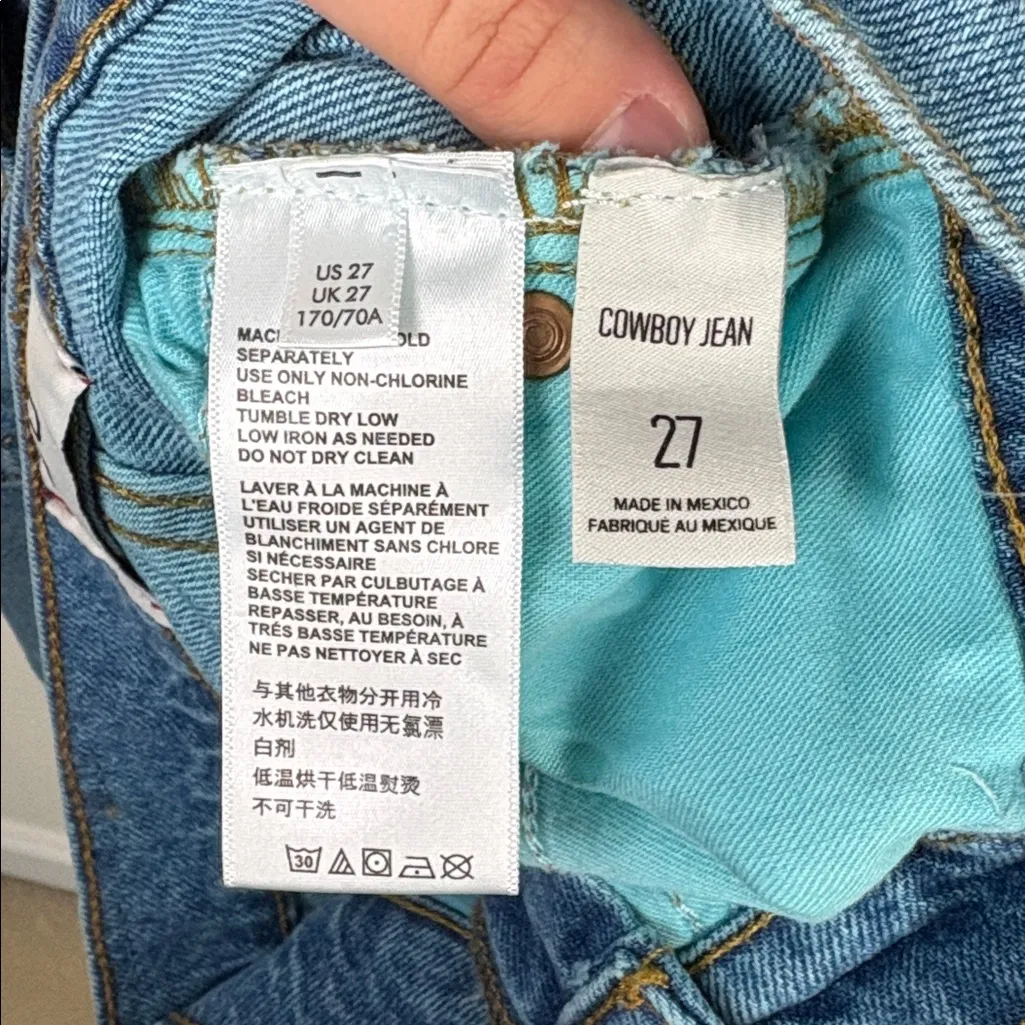 US 27
UK 27
170/70A
OLD
SEPARATELY
USE ONLY NON-CHLORINE
BLEACH
TUMBLE DRY LOW
LOW IRON AS NEEDED
DO NOT DRY CLEAN
LAVER À LA MACHINE À
L'EAU FROIDE SÉPARÉMENT
UTILISER UN AGENT DE
BLANCHIMENT SANS CHLORE
SI NÉCESSAIRE
SECHER PAR CULBUTAGE À
BASSE TEMPÉRATURE
REPASSER, AU BESOIN, À
TRÉS BASSE TEMPÉRATURE
NE PAS NETTOYER À SEC
与其他衣物分开用冷
水机洗仅使用无氯漂
白剂
低温烘干低温熨烫
不可干洗
30
COWBOY JEAN
27
MADE IN MEXICO
FABRIQUÉ AU MEXIQUE